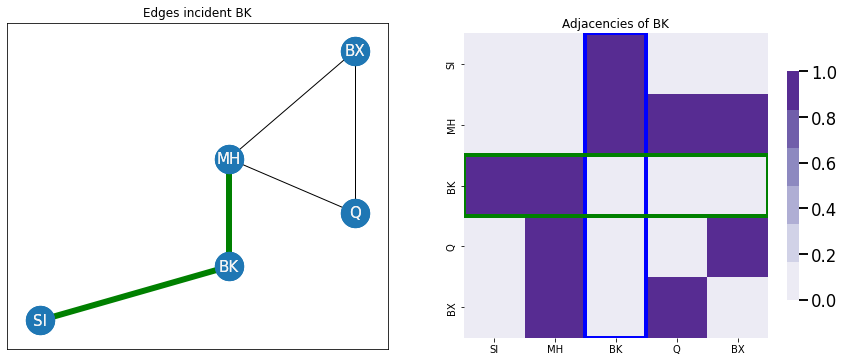 Edges incident BK
BX
MH
Q
BK
SI
Adjacencies of BK
SI
MH
BK
Q
BX
SI MH BK Q BX
1.0
0.8
0.6
0.4
0.2
0.0